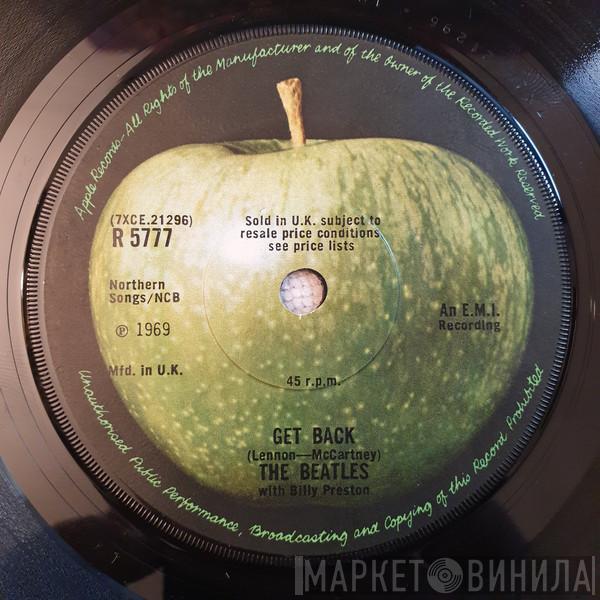 Apple Records-All Rights of the Manufacturer and of the Owner of the Recorded Work Reserved
(7XCE.21296)
R 5777
Sold in U.K. subject to
resale price conditions
see price lists
Northern
Songs/NCB
℗ 1969
An E.M.I.
Recording
Mfd. in U.K.
45 r.p.m.
GET BACK
(Lennon—McCartney)
THE BEATLES
with Billy Preston
Unauthorised Public Performance, Broadcasting and Copying of this Record Prohibited
МАРКЕТ ВИНИЛА